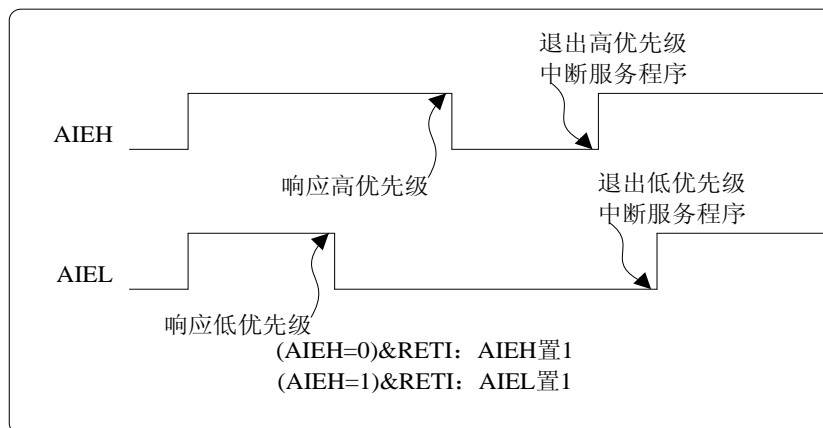 退出高优先级
中断服务程序
AIEH
响应高优先级
退出低优先级
中断服务程序
AIEL
响应低优先级
(AIEH=0)&RETI：AIEH置1
(AIEH=1)&RETI：AIEL置1